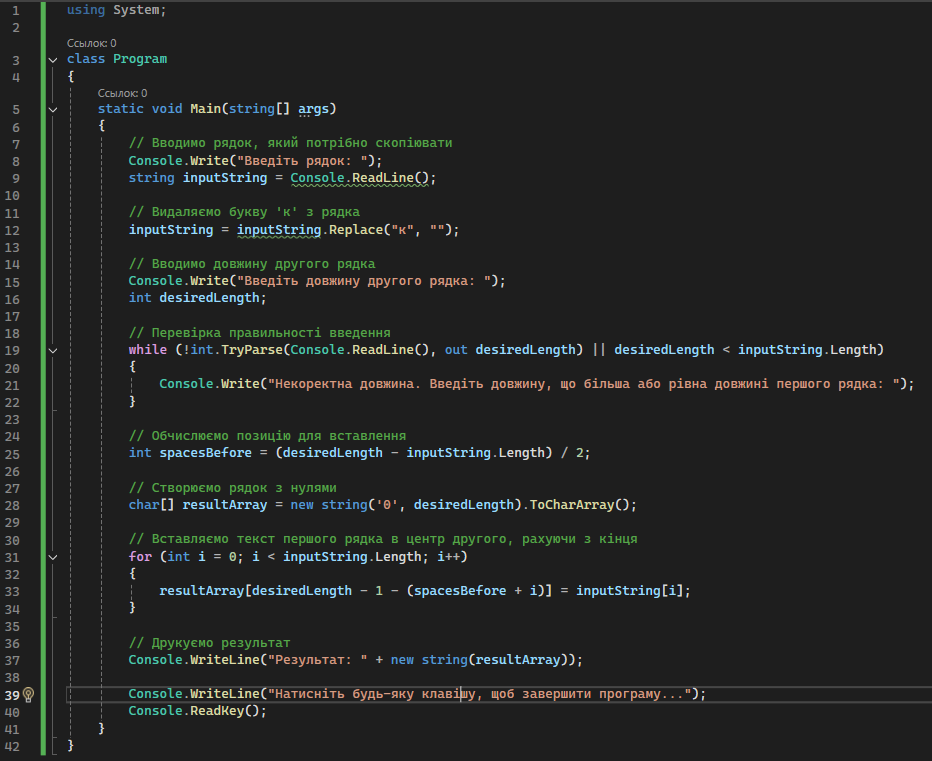 1 using System;
2
Ссылок: 0
3 class Program
4 {
Ссылок: 0
5 static void Main(string[] args)
6 {
7 // Вводимо рядок, який потрібно скопіювати
8 Console.Write("Введіть рядок: ");
9 string inputString = Console.ReadLine();
10
11 // Видаляємо букву 'к' з рядка
12 inputString = inputString.Replace("к", "");
13
14 // Вводимо довжину другого рядка
15 Console.Write("Введіть довжину другого рядка: ");
16 int desiredLength;
17
18 // Перевірка правильності введення
19 while (!int.TryParse(Console.ReadLine(), out desiredLength) || desiredLength < inputString.Length)
20 {
21 Console.Write("Некоректна довжина. Введіть довжину, що більша або рівна довжині першого рядка: ");
22 }
23
24 // Обчислюємо позицію для вставлення
25 int spacesBefore = (desiredLength - inputString.Length) / 2;
26
27 // Створюємо рядок з нулями
28 char[] resultArray = new string('0', desiredLength).ToCharArray();
29
30 // Вставляємо текст першого рядка в центр другого, рахуючи з кінця
31 for (int i = 0; i < inputString.Length; i++)
32 {
33 resultArray[desiredLength - 1 - (spacesBefore + i)] = inputString[i];
34 }
35
36 // Друкуємо результат
37 Console.WriteLine("Результат: " + new string(resultArray));
38
39 Console.WriteLine("Натисніть будь-яку клавішу, щоб завершити програму...");
40 Console.ReadKey();
41 }
42 }